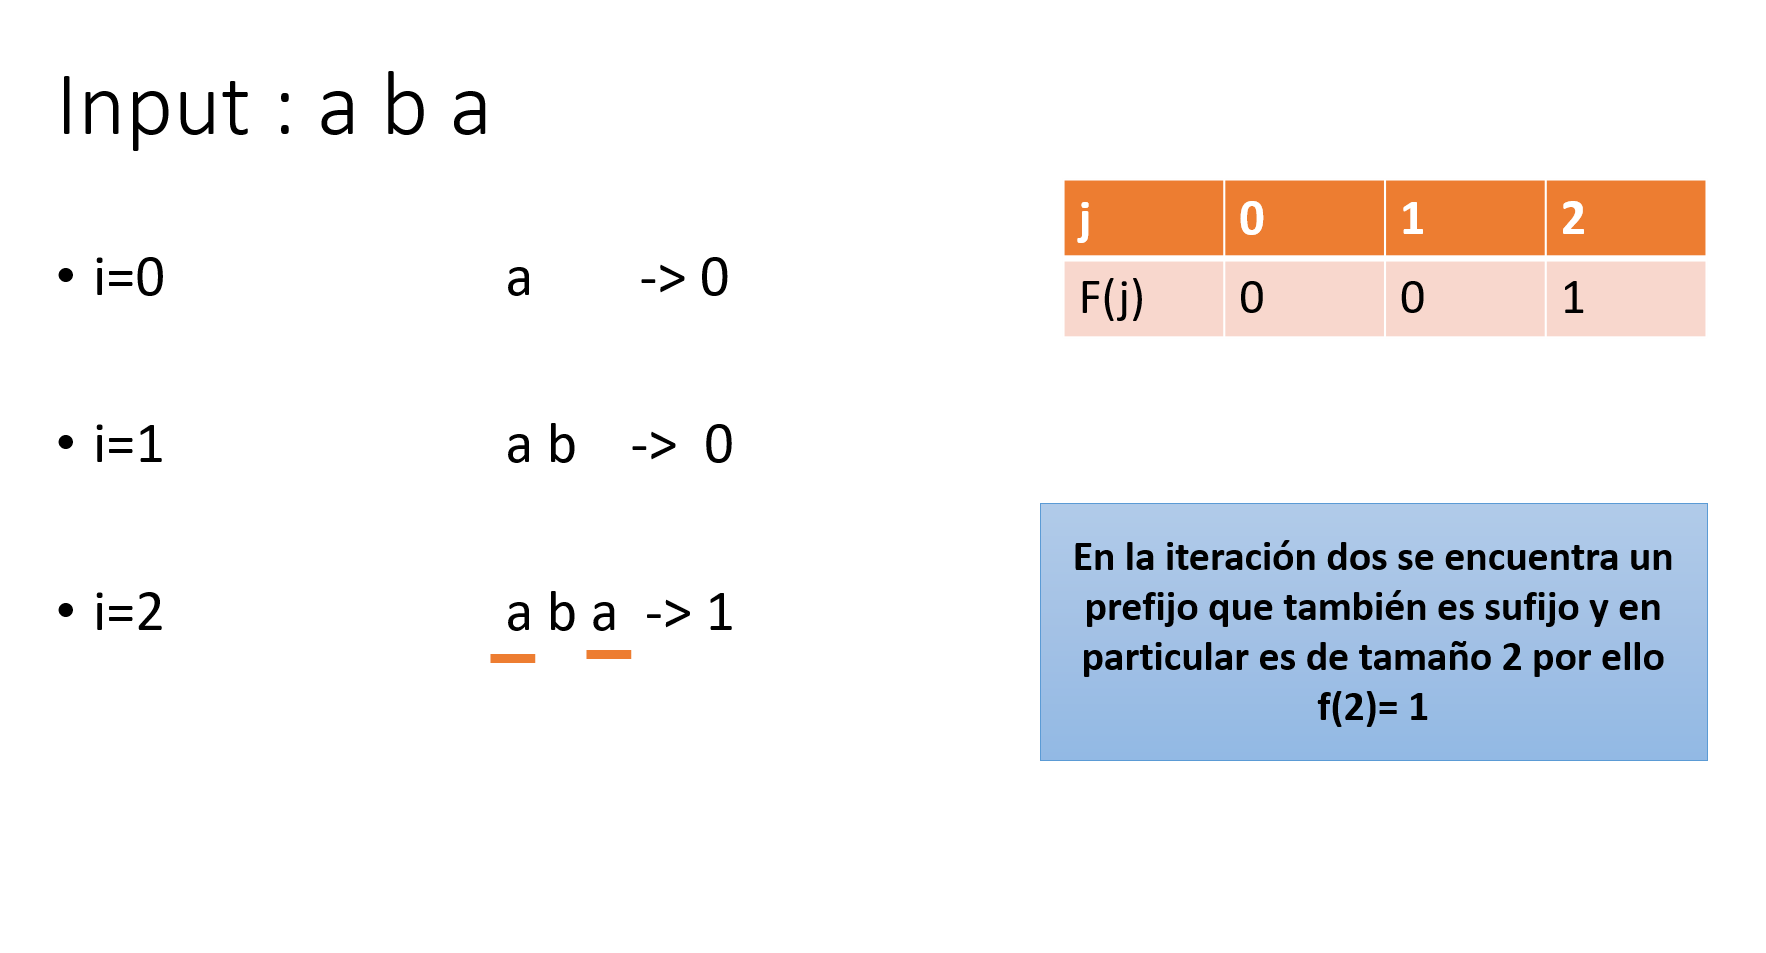 Input : a b a
• i=0 a -> 0
• i=1 a b -> 0
• i=2 a b a -> 1
j 0 1 2
F(j) 0 0 1
En la iteración dos se encuentra un
prefijo que también es sufijo y en
particular es de tamaño 2 por ello
f(2)= 1